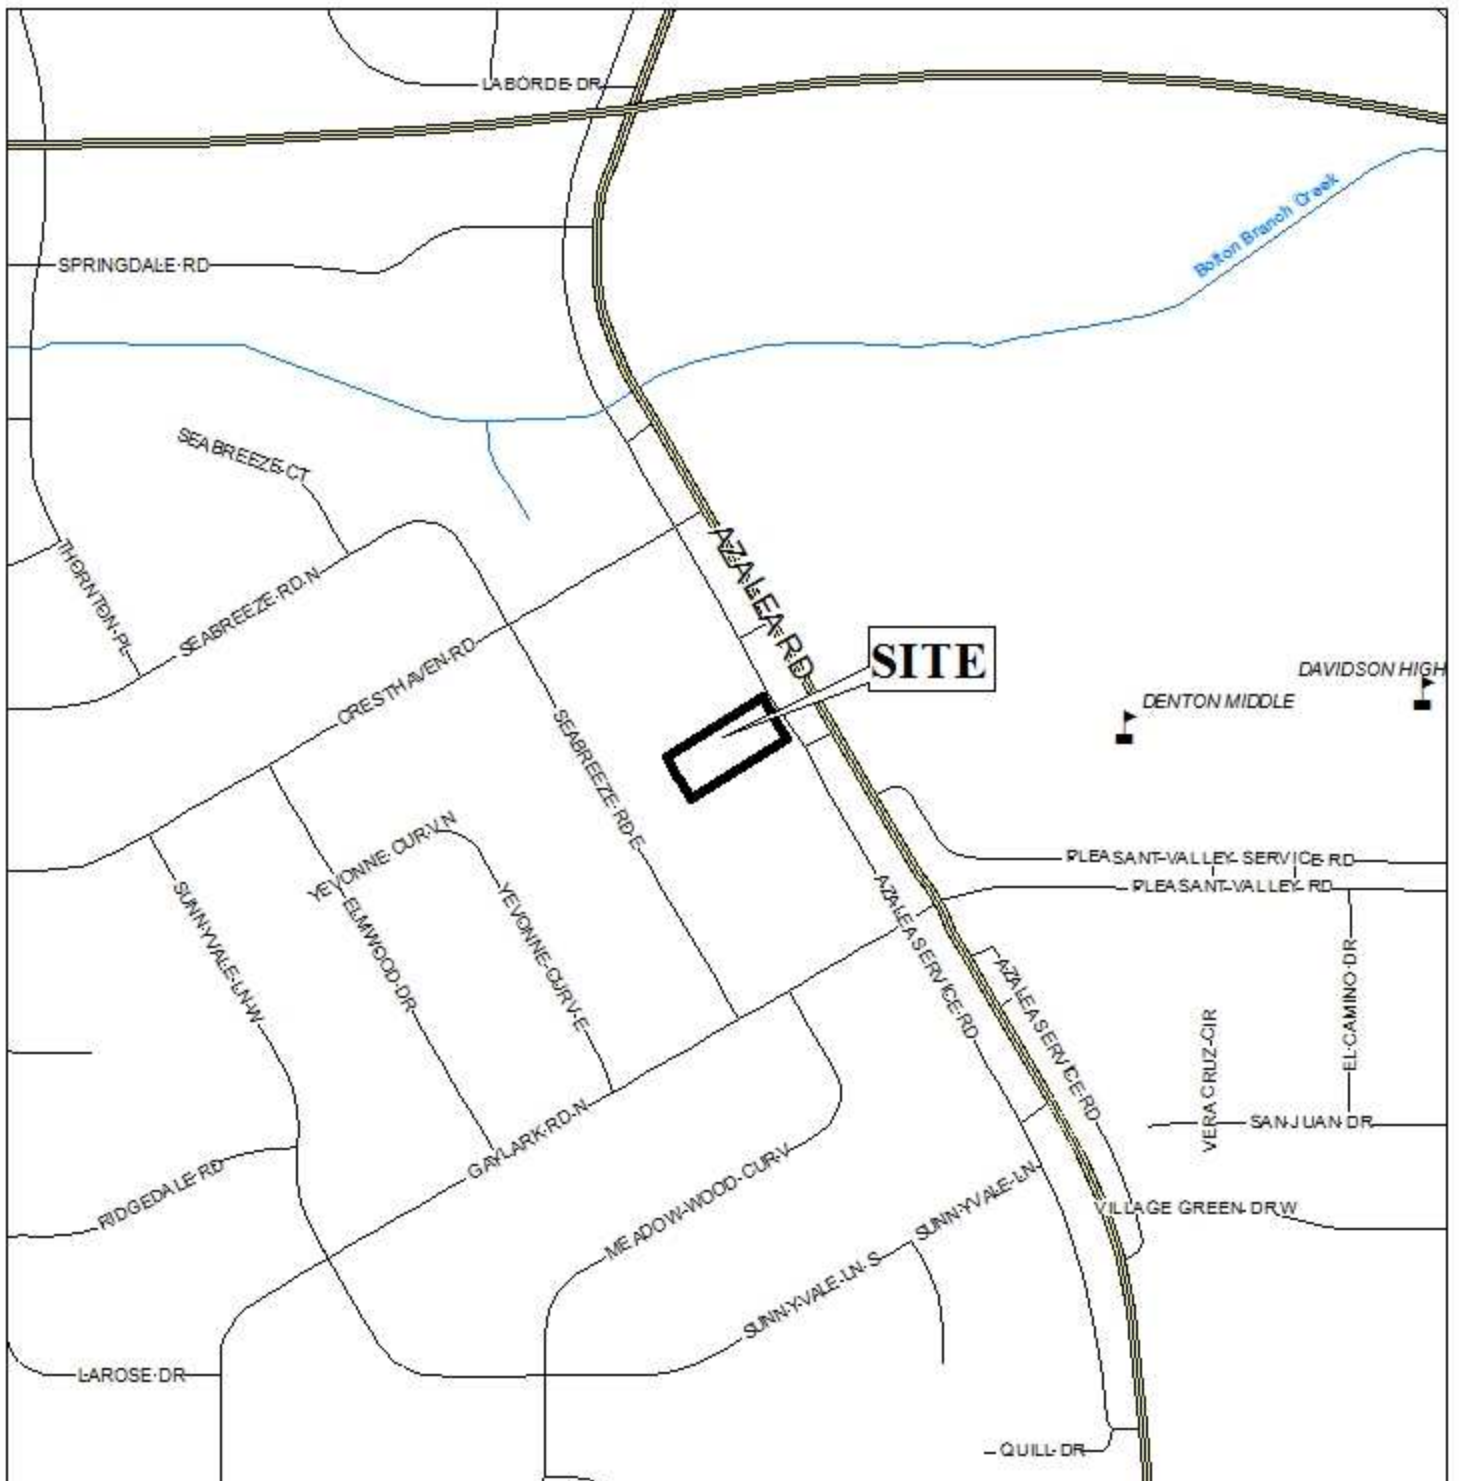 LABORDE DR
Bolton Branch Creek
SPRINGDALE RD
SEABREEZE CT
AZALEA RD
THORNTON PL
SEABREEZE RD N
SITE
CRESTHAVEN RD
DAVIDSON HIGH
DENTON MIDDLE
SEABREEZE RD E
YEVONNE CURV N
PLEASANT VALLEY SERVICE RD
PLEASANT VALLEY RD
SUNNYVALE LN W
ELMWOOD DR
YEVONNE CURV E
AZALEA SERVICE RD
AZALEA SERVICE RD
EL CAMINO DR
VERA CRUZ CIR
SAN JUAN DR
GAYLARK RD N
RIDGEDALE RD
MEADOW WOOD CURV
SUNNYVALE LN
VILLAGE GREEN DR W
SUNNYVALE LN S
LAROSE DR
QUILL DR